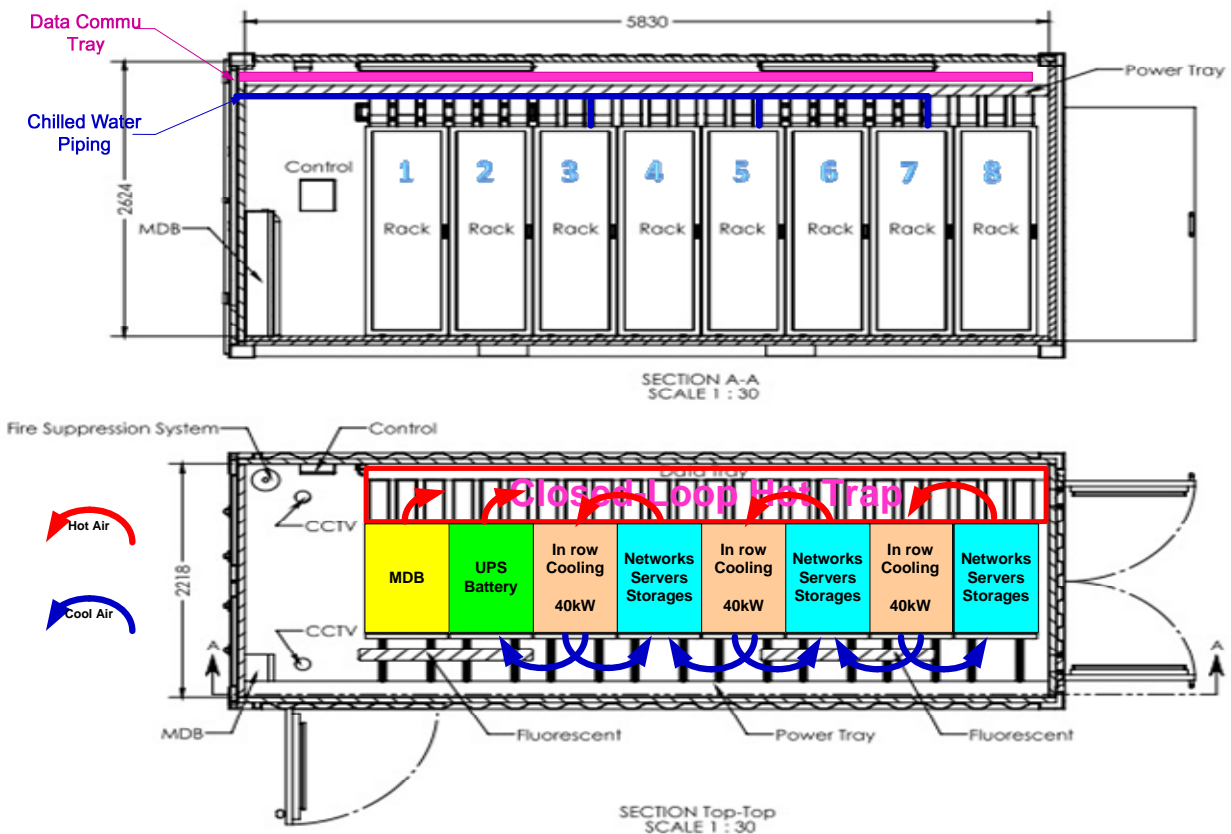 5830
Data Commu
Tray
Power Tray
Chilled Water
Piping
Control
1 2 3 4 5 6 7 8
2624
MDB
Rack Rack Rack Rack Rack Rack Rack Rack
SECTION A-A
SCALE 1 : 30
Fire Suppression System
Control
Data Tray
Closed-Loop Hot Trap
Hot Air
CCTV
2218
MDB
UPS
Battery
In row
Cooling
40kW
Networks
Servers
Storages
In row
Cooling
40kW
Networks
Servers
Storages
In row
Cooling
40kW
Networks
Servers
Storages
Cool Air
CCTV
A
A
MDB
Fluorescent
Power Tray
Fluorescent
SECTION Top-Top
SCALE 1 : 30